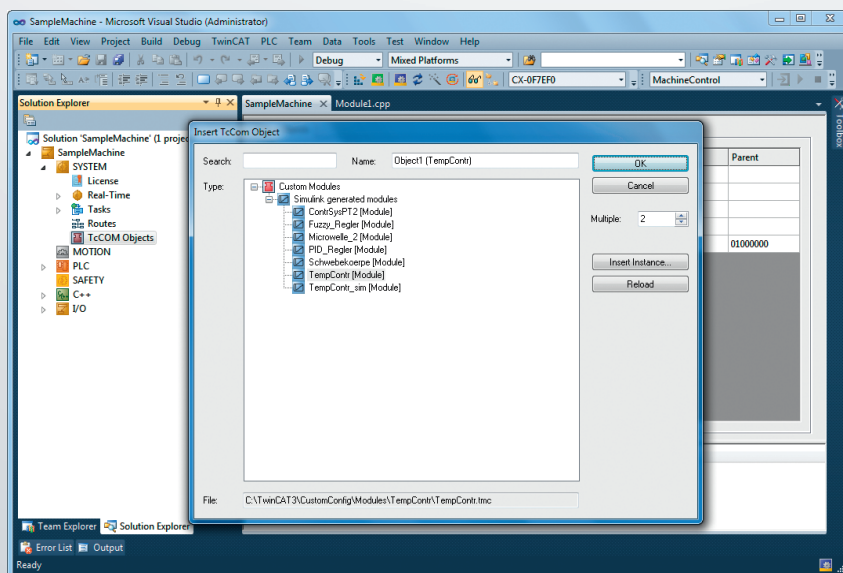 SampleMachine - Microsoft Visual Studio (Administrator)
File Edit View Project Build Debug TwinCAT PLC Team Data Tools Test Window Help
Debug Mixed Platforms
CX-0F7EF0 MachineControl
Solution Explorer
SampleMachine Module1.cpp
Toolbox
Solution 'SampleMachine' (1 projec
SampleMachine
SYSTEM
License
Real-Time
Tasks
Routes
TcCOM Objects
MOTION
PLC
SAFETY
C++
I/O
Insert TcCom Object
Search: Name: Object1 (TempContr) OK
Type: Custom Modules Cancel
Simulink generated modules
ContrSysPT2 [Module]
Fuzzy_Regler [Module]
Microwelle_2 [Module]
PID_Regler [Module]
Schwebekoerpe [Module]
TempContr [Module]
TempContr_sim [Module]
Multiple: 2
Insert Instance...
Reload
File: C:\TwinCAT3\CustomConfig\Modules\TempContr\TempContr.tmc
Parent
01000000
Team Explorer Solution Explorer
Error List Output
Ready